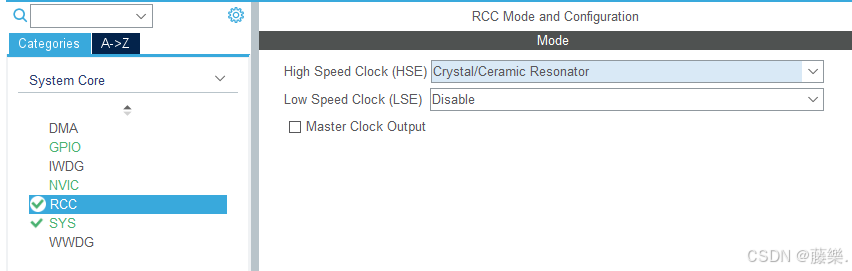 RCC Mode and Configuration
Categories
A->Z
Mode
System Core
High Speed Clock (HSE)
Crystal/Ceramic Resonator
Low Speed Clock (LSE)
Disable
Master Clock Output
DMA
GPIO
IWDG
NVIC
RCC
SYS
WWDG
CSDN @藤樂.